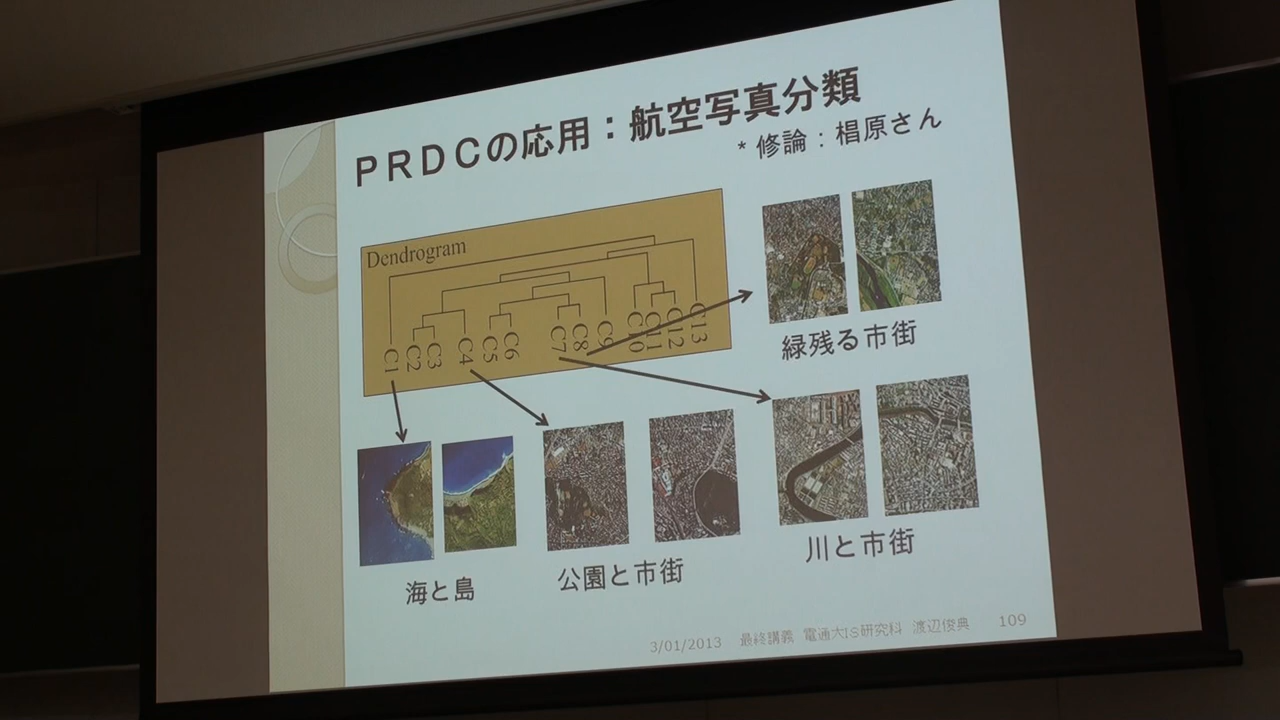 PRDCの応用：航空写真分類
* 修論：椙原さん
Dendrogram
C1 C2 C3 C4 C5 C6 C7 C8 C9 C10 C11 C12 C13
緑残る市街
海と島
公園と市街
川と市街
3/01/2013 最終講義 電通大IS研究科 渡辺俊典 109